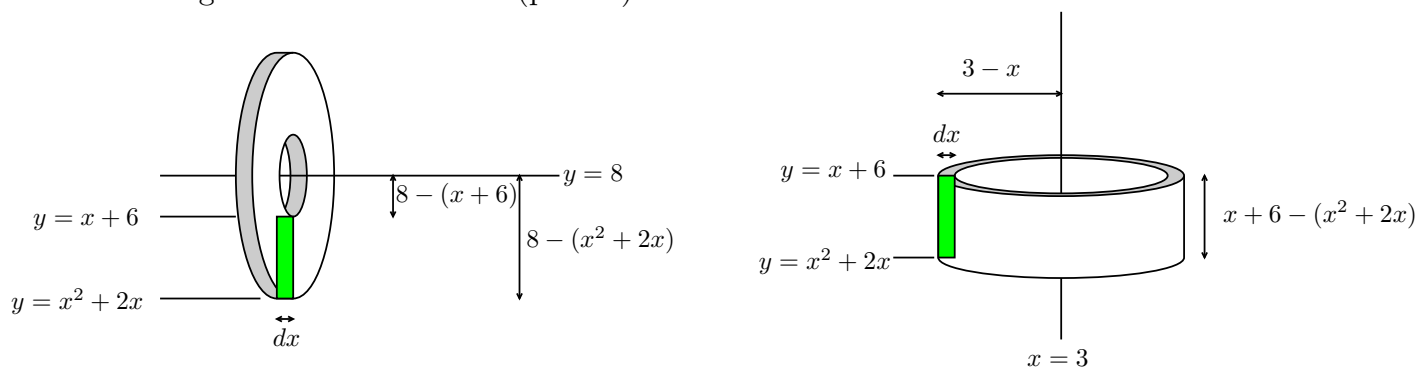 3 − x
dx
y = x + 6
y = 8
8 − (x + 6)
y = x + 6
x + 6 − (x² + 2x)
8 − (x² + 2x)
y = x² + 2x
y = x² + 2x
dx
x = 3